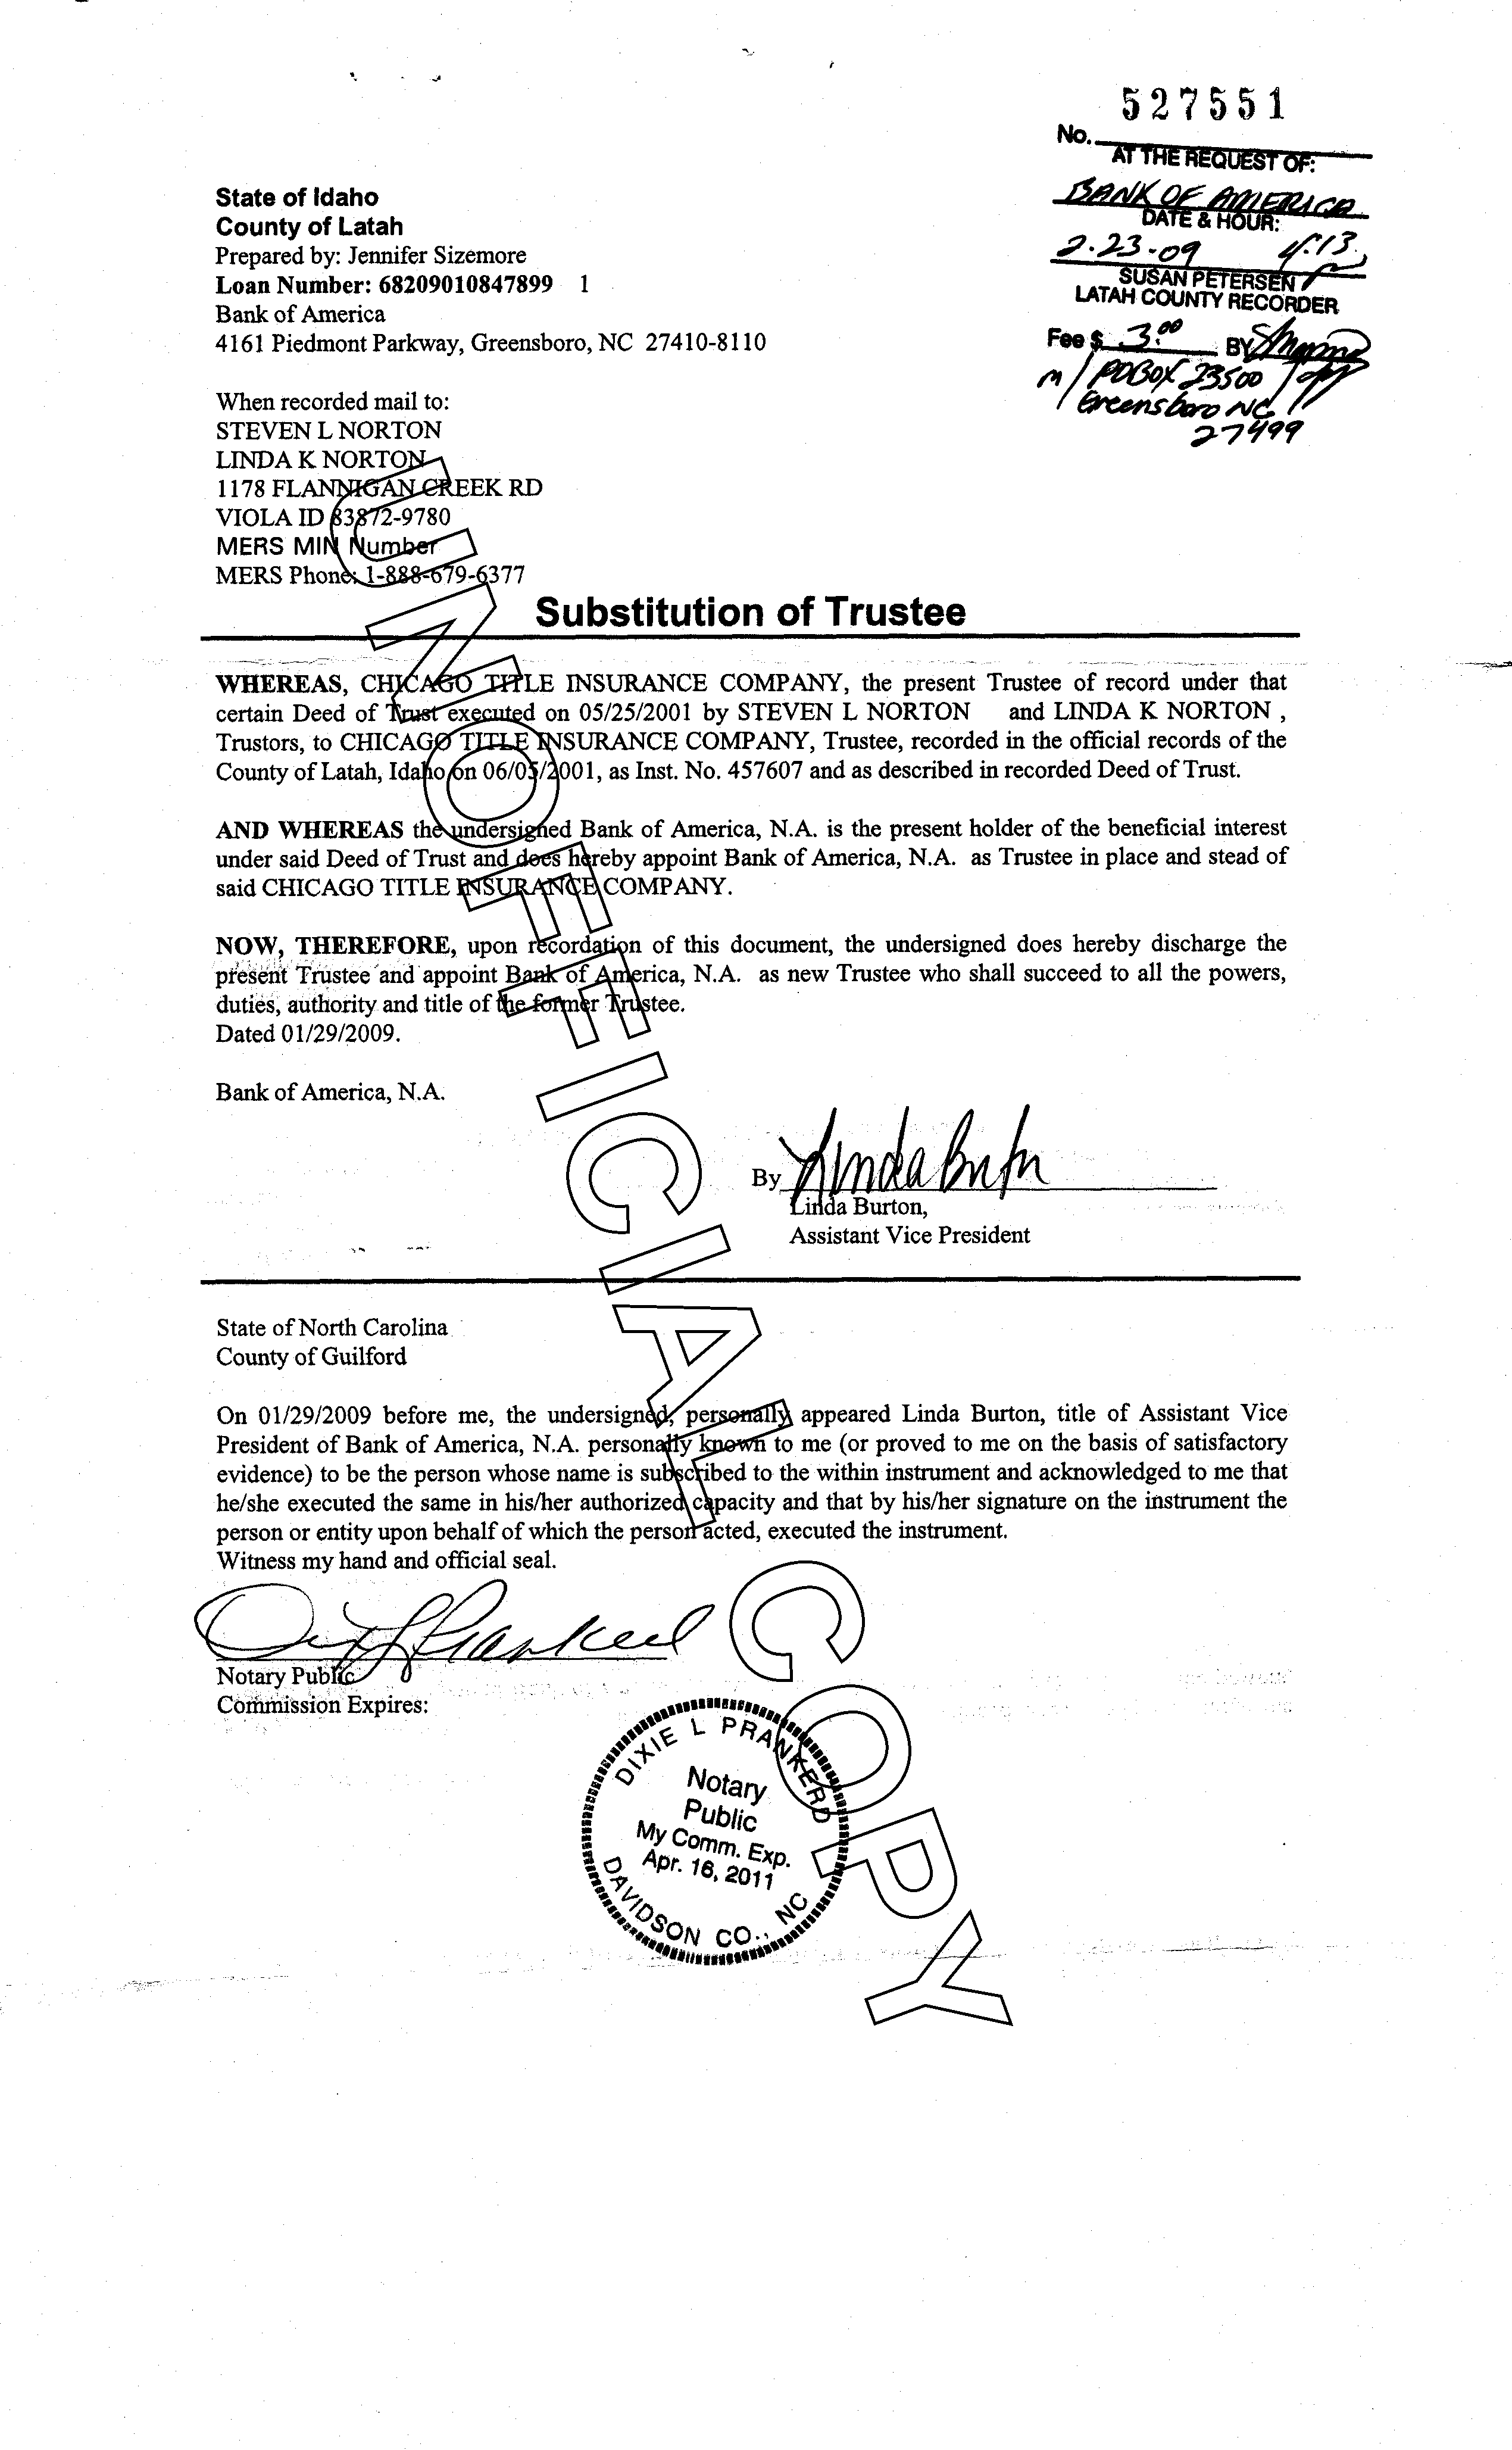 527551
No.
AT THE REQUEST OF:
BANK OF AMERICA
DATE & HOUR:
2.23-09 4:13
SUSAN PETERSEN
LATAH COUNTY RECORDER
Fee $ 3.00 BY
m/ POBOX 23500
Greensboro NC
27499
State of Idaho
County of Latah
Prepared by: Jennifer Sizemore
Loan Number: 68209010847899 1
Bank of America
4161 Piedmont Parkway, Greensboro, NC 27410-8110
When recorded mail to:
STEVEN L NORTON
LINDA K NORTON
1178 FLANNIGAN CREEK RD
VIOLA ID 83872-9780
MERS MIN Number
MERS Phone: 1-888-679-6377
Substitution of Trustee
WHEREAS, CHICAGO TITLE INSURANCE COMPANY, the present Trustee of record under that
certain Deed of Trust executed on 05/25/2001 by STEVEN L NORTON and LINDA K NORTON ,
Trustors, to CHICAGO TITLE INSURANCE COMPANY, Trustee, recorded in the official records of the
County of Latah, Idaho on 06/05/2001, as Inst. No. 457607 and as described in recorded Deed of Trust.
AND WHEREAS the undersigned Bank of America, N.A. is the present holder of the beneficial interest
under said Deed of Trust and does hereby appoint Bank of America, N.A. as Trustee in place and stead of
said CHICAGO TITLE INSURANCE COMPANY.
NOW, THEREFORE, upon recordation of this document, the undersigned does hereby discharge the
present Trustee and appoint Bank of America, N.A. as new Trustee who shall succeed to all the powers,
duties, authority and title of the former Trustee.
Dated 01/29/2009.
Bank of America, N.A.
By Linda Burton
Linda Burton,
Assistant Vice President
State of North Carolina
County of Guilford
On 01/29/2009 before me, the undersigned, personally appeared Linda Burton, title of Assistant Vice
President of Bank of America, N.A. personally known to me (or proved to me on the basis of satisfactory
evidence) to be the person whose name is subscribed to the within instrument and acknowledged to me that
he/she executed the same in his/her authorized capacity and that by his/her signature on the instrument the
person or entity upon behalf of which the person acted, executed the instrument.
Witness my hand and official seal.
Notary Public
Commission Expires:
DIXIE L PRANKERD
Notary
Public
My Comm. Exp.
Apr. 16, 2011
DAVIDSON CO., NC
UNOFFICIAL COPY